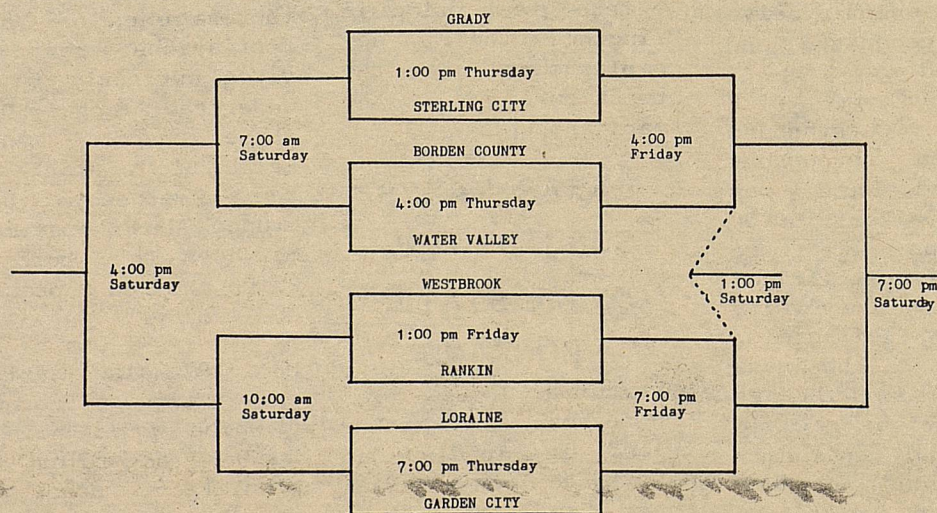 GRADY
1:00 pm Thursday
STERLING CITY
7:00 am
Saturday
BORDEN COUNTY
4:00 pm
Friday
4:00 pm Thursday
WATER VALLEY
4:00 pm
Saturday
WESTBROOK
1:00 pm
Saturday
7:00 pm
Saturday
1:00 pm Friday
RANKIN
10:00 am
Saturday
LORAINE
7:00 pm
Friday
7:00 pm Thursday
GARDEN CITY